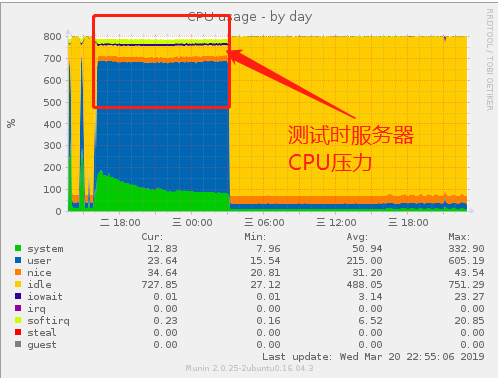 CPU usage - by day
RRDTOOL / TOBI OETIKER
800
700
600
500
400
300
200
100
0
%
测试时服务器
CPU压力
二 18:00 三 00:00 三 06:00 三 12:00 三 18:00
Cur: Min: Avg: Max:
system 12.83 7.96 50.94 332.90
user 23.64 15.54 215.00 605.19
nice 34.64 20.81 31.20 43.54
idle 727.85 27.12 488.05 751.29
iowait 0.01 0.01 3.14 23.27
irq 0.00 0.00 0.00 0.00
softirq 0.23 0.16 6.52 20.85
steal 0.00 0.00 0.00 0.00
guest 0.00 0.00 0.00 0.00
Last update: Wed Mar 20 22:55:06 2019
Munin 2.0.25-2ubuntu0.16.04.3